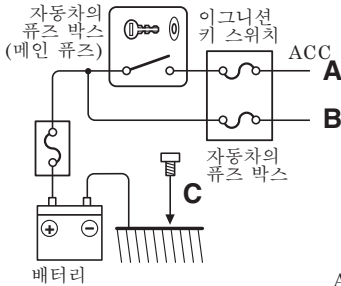 자동차의
퓨즈 박스
(메인 퓨즈)
이그니션
키 스위치
ACC
A
B
자동차의
퓨즈 박스
C
+ −
배터리
A